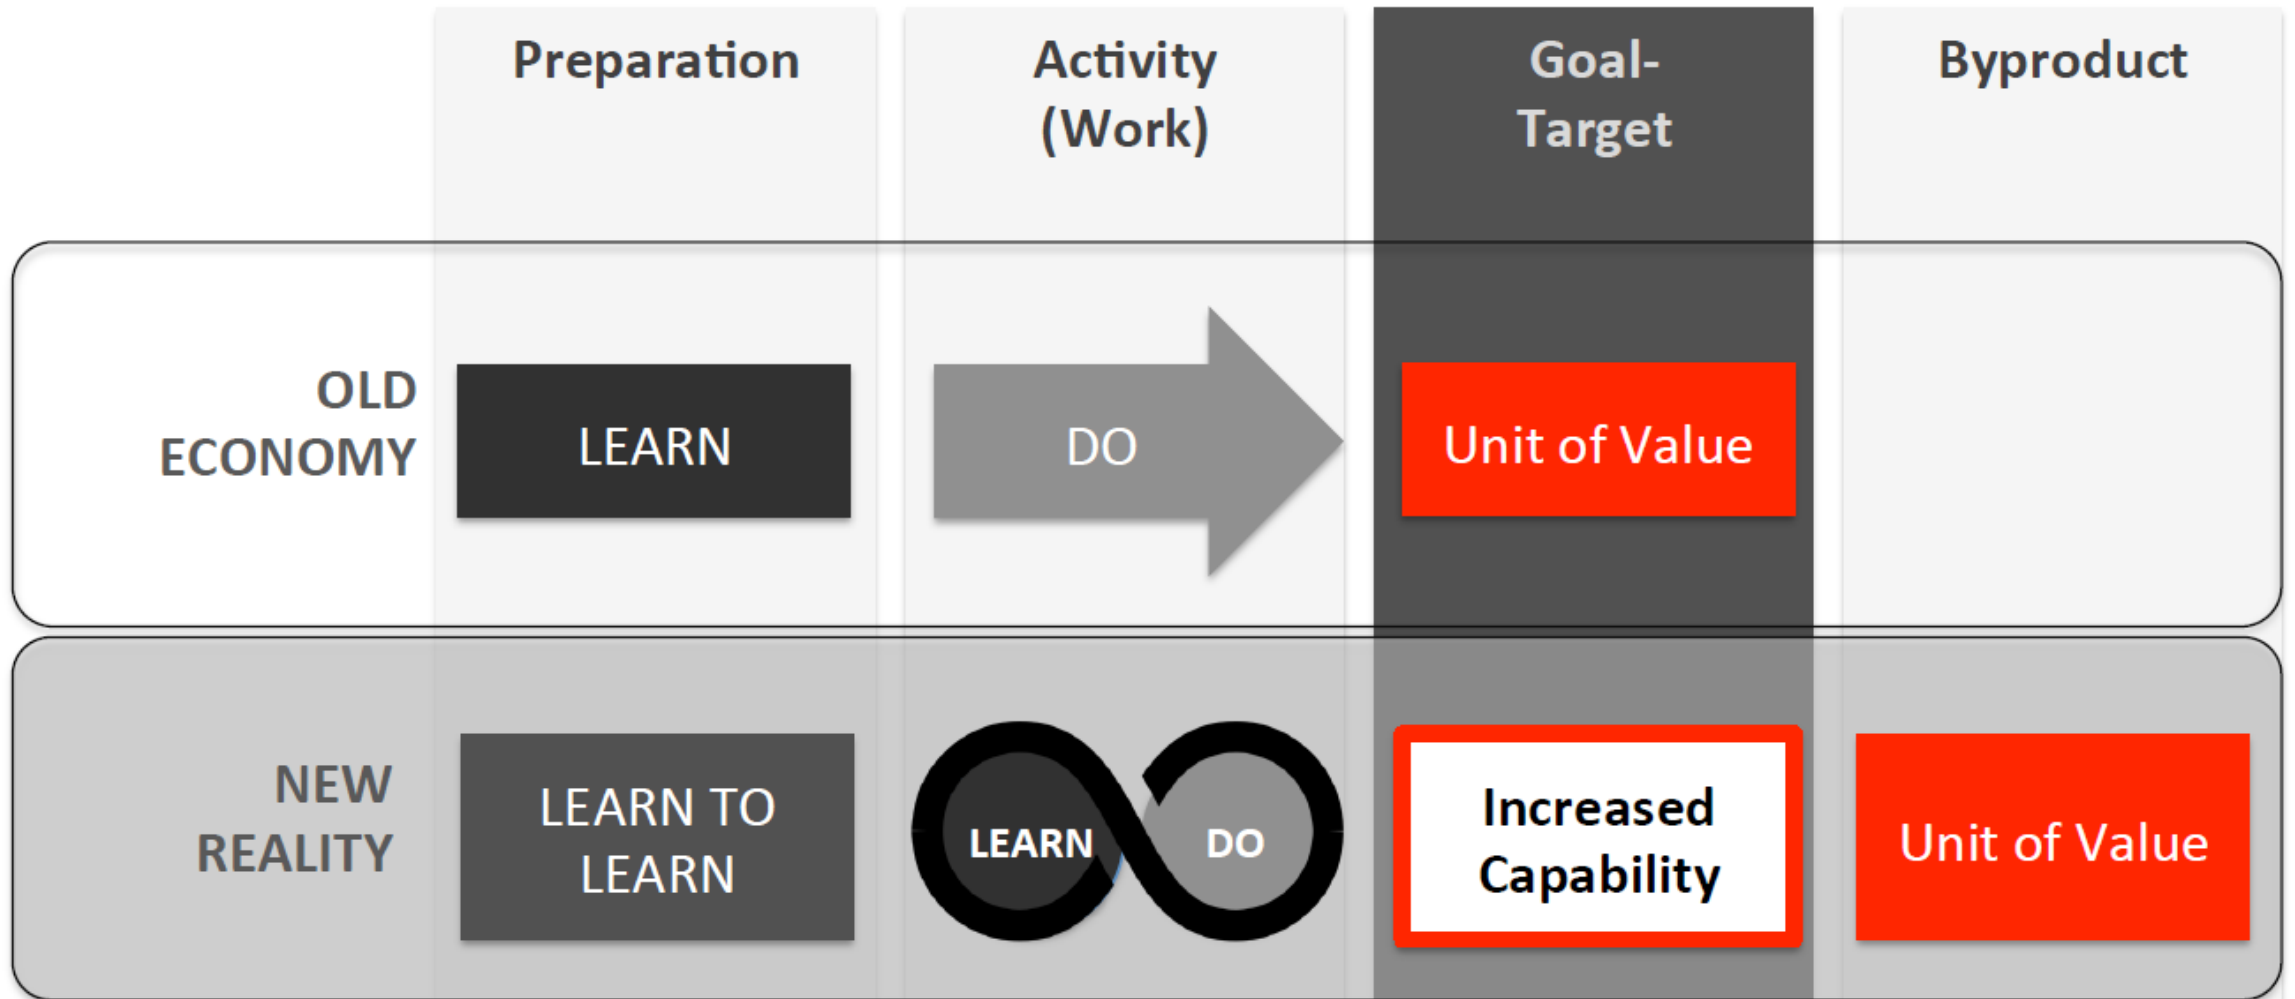 Preparation
Activity
(Work)
Goal-
Target
Byproduct
OLD
ECONOMY
LEARN
DO
Unit of Value
NEW
REALITY
LEARN TO
LEARN
LEARN
DO
Increased
Capability
Unit of Value